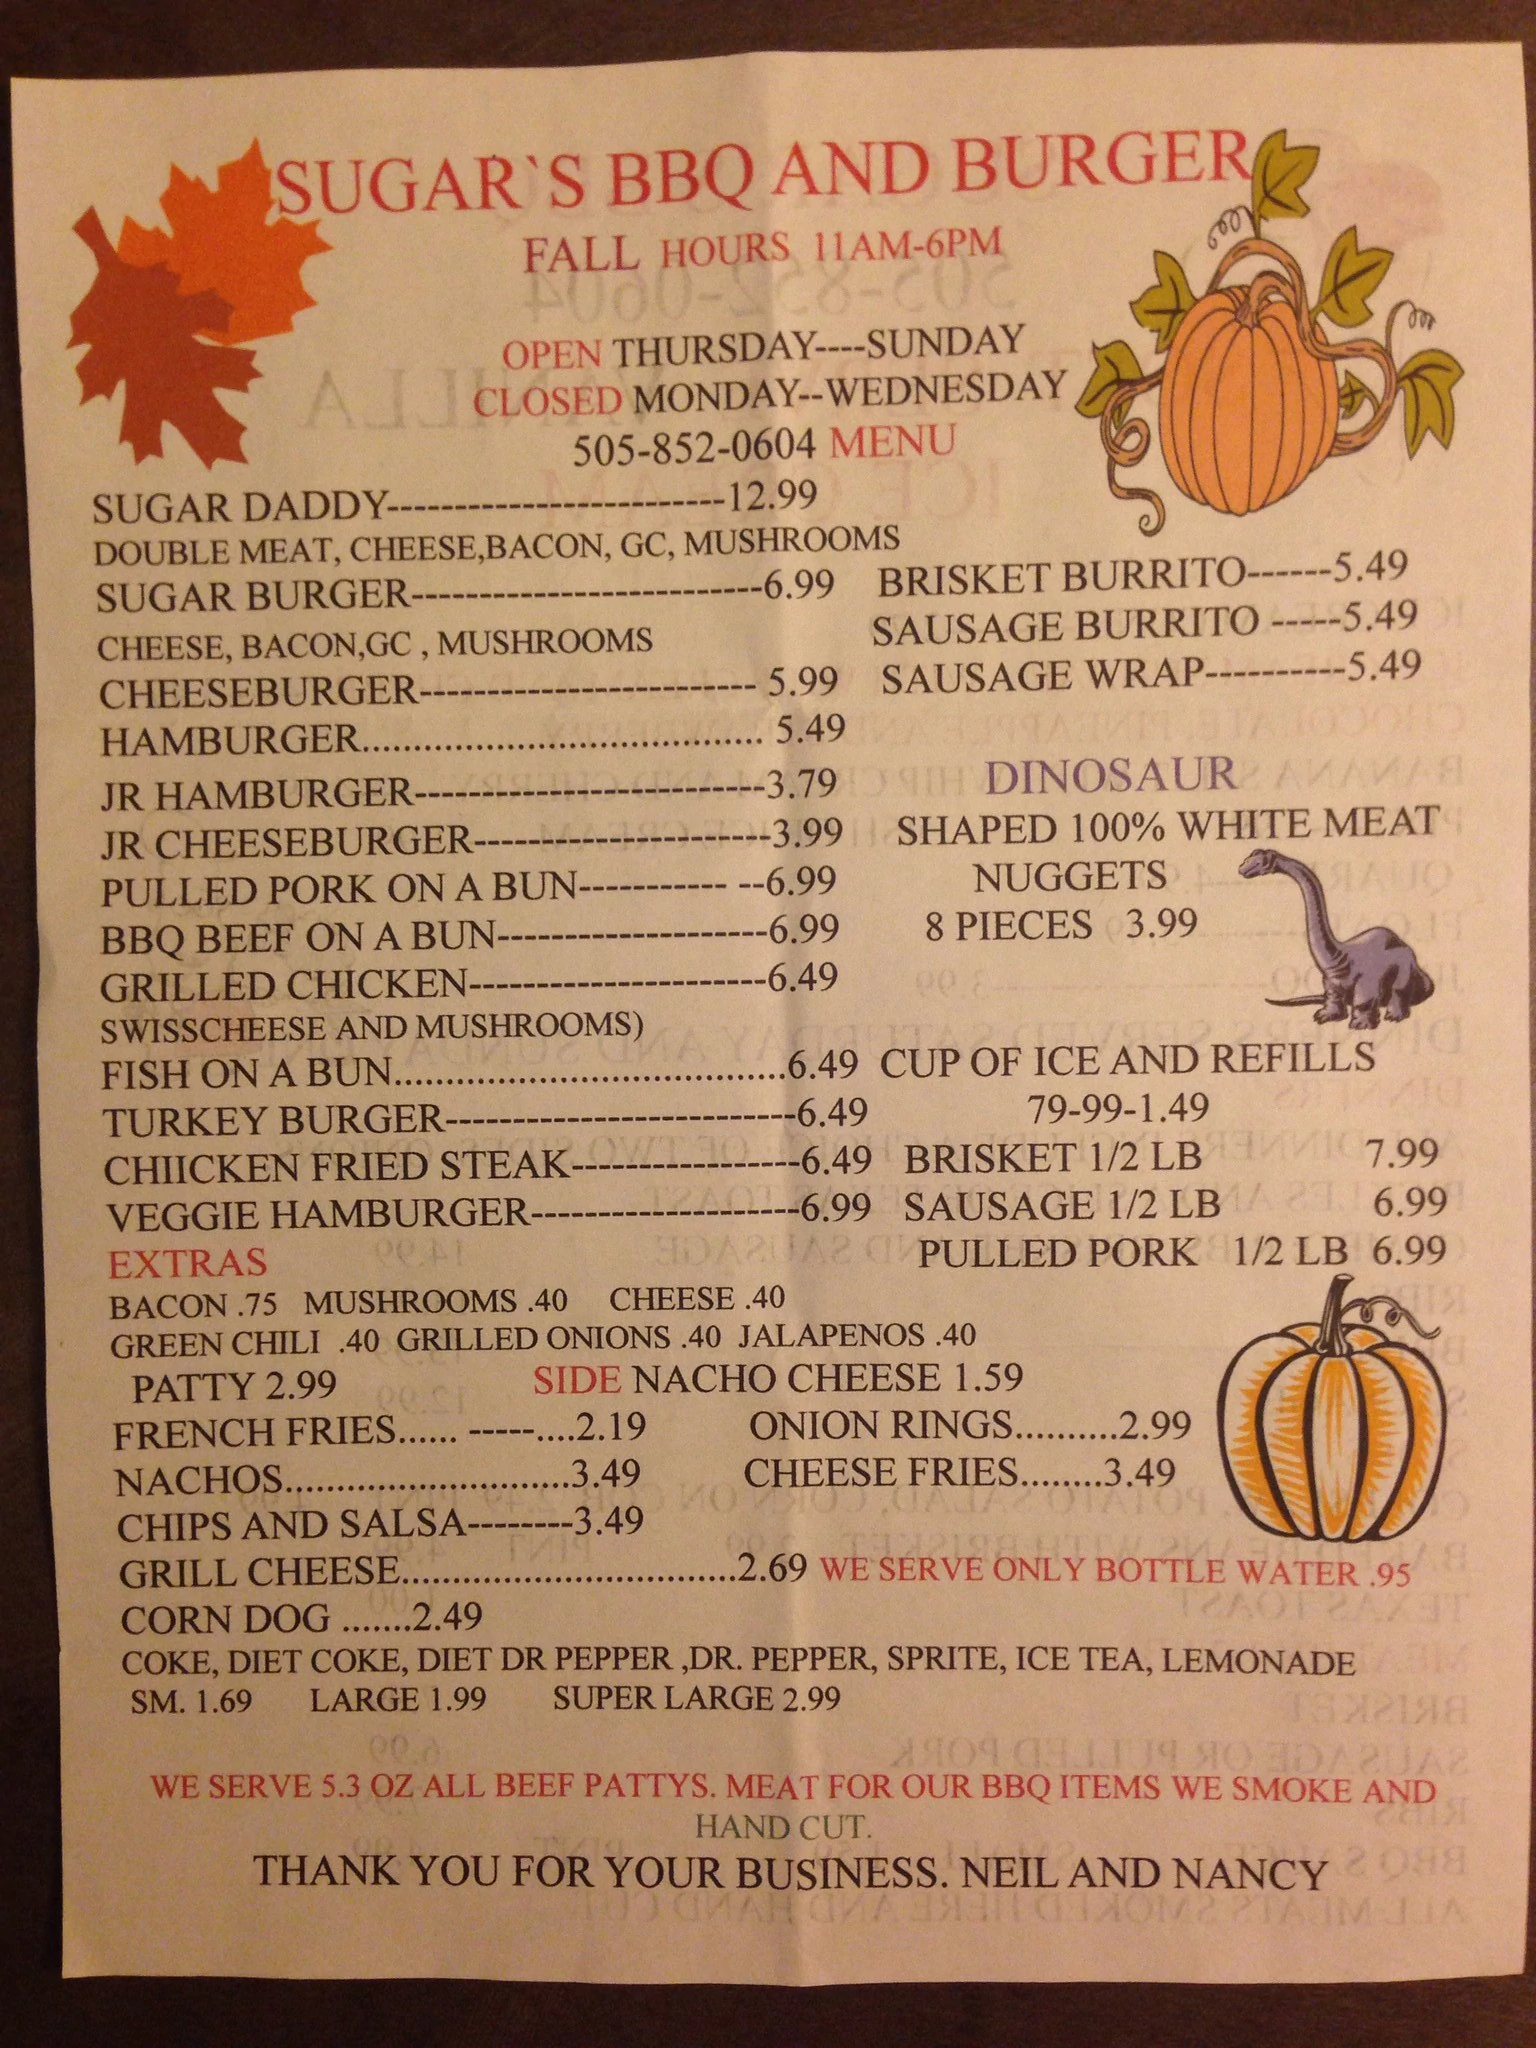 SUGAR`S BBQ AND BURGER
FALL HOURS 11AM-6PM
OPEN THURSDAY----SUNDAY
CLOSED MONDAY--WEDNESDAY
505-852-0604 MENU
SUGAR DADDY-------------------------12.99
DOUBLE MEAT, CHEESE,BACON, GC, MUSHROOMS
SUGAR BURGER--------------------------6.99
CHEESE, BACON,GC , MUSHROOMS
CHEESEBURGER------------------------- 5.99
HAMBURGER....................................... 5.49
JR HAMBURGER--------------------------3.79
JR CHEESEBURGER----------------------3.99
PULLED PORK ON A BUN----------- --6.99
BBQ BEEF ON A BUN--------------------6.99
GRILLED CHICKEN----------------------6.49
SWISSCHEESE AND MUSHROOMS)
FISH ON A BUN......................................6.49
TURKEY BURGER--------------------------6.49
CHIICKEN FRIED STEAK-----------------6.49
VEGGIE HAMBURGER--------------------6.99
BRISKET BURRITO------5.49
SAUSAGE BURRITO -----5.49
SAUSAGE WRAP----------5.49
DINOSAUR
SHAPED 100% WHITE MEAT
NUGGETS
8 PIECES 3.99
CUP OF ICE AND REFILLS
79-99-1.49
BRISKET 1/2 LB 7.99
SAUSAGE 1/2 LB 6.99
PULLED PORK 1/2 LB 6.99
EXTRAS
BACON .75 MUSHROOMS .40 CHEESE .40
GREEN CHILI .40 GRILLED ONIONS .40 JALAPENOS .40
PATTY 2.99 SIDE NACHO CHEESE 1.59
FRENCH FRIES...... -----....2.19 ONION RINGS..........2.99
NACHOS............................3.49 CHEESE FRIES........3.49
CHIPS AND SALSA--------3.49
GRILL CHEESE.................................2.69 WE SERVE ONLY BOTTLE WATER .95
CORN DOG .......2.49
COKE, DIET COKE, DIET DR PEPPER ,DR. PEPPER, SPRITE, ICE TEA, LEMONADE
SM. 1.69 LARGE 1.99 SUPER LARGE 2.99
WE SERVE 5.3 OZ ALL BEEF PATTYS. MEAT FOR OUR BBQ ITEMS WE SMOKE AND
HAND CUT.
THANK YOU FOR YOUR BUSINESS. NEIL AND NANCY